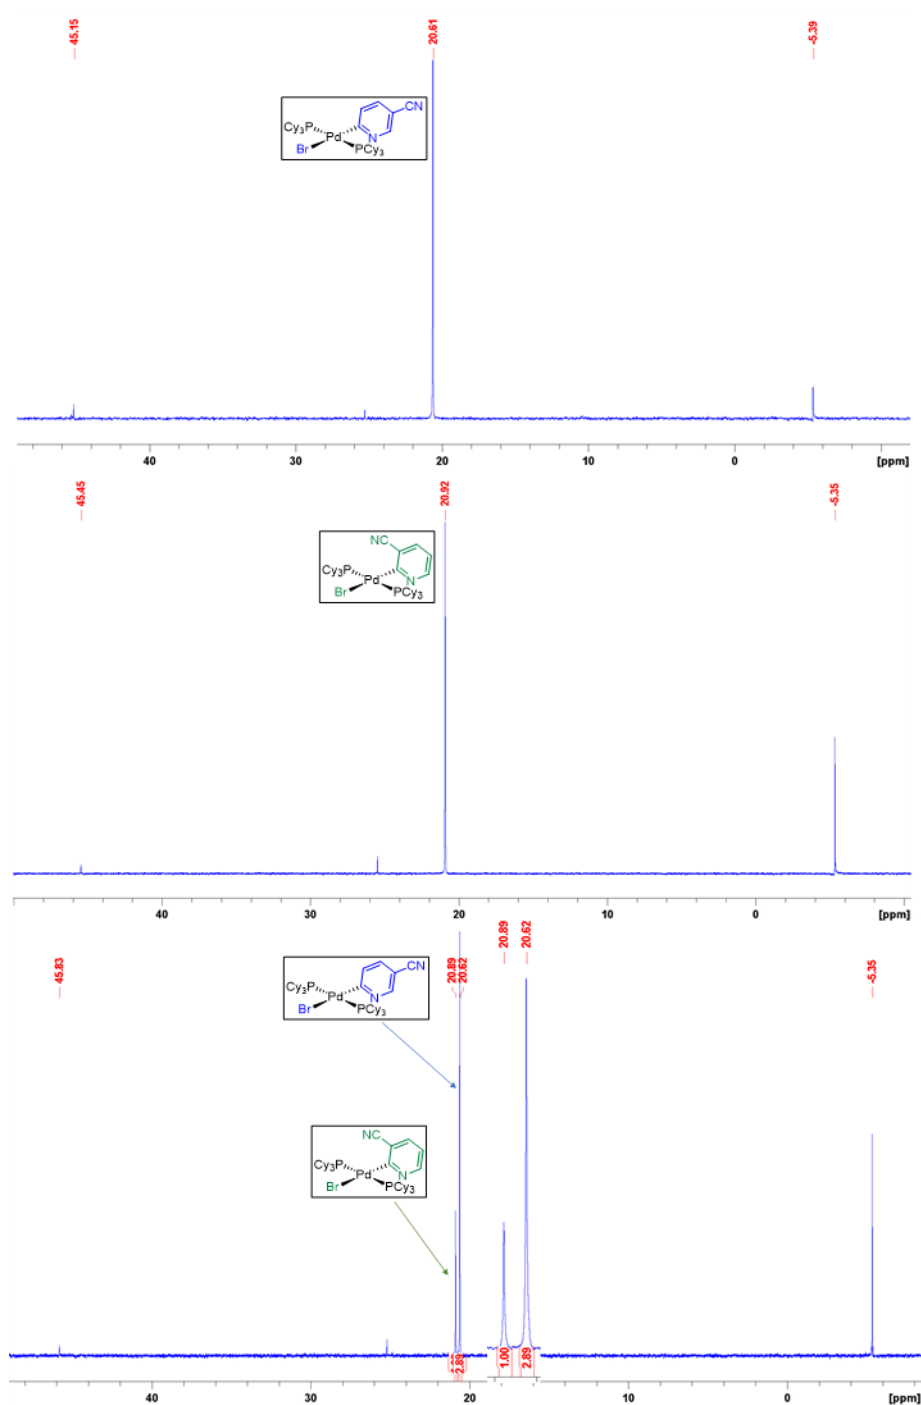 45.15 20.61 -5.39
CN
Cy3P Pd N
Br PCy3
40 30 20 10 0 [ppm]
45.45 20.92 -5.35
NC
Cy3P Pd N
Br PCy3
40 30 20 10 0 [ppm]
45.83 20.89 20.62 20.89 20.62 -5.35
CN
Cy3P Pd N
Br PCy3
NC
Cy3P Pd N
Br PCy3
2.89 1.00 2.89
40 30 20 10 0 [ppm]